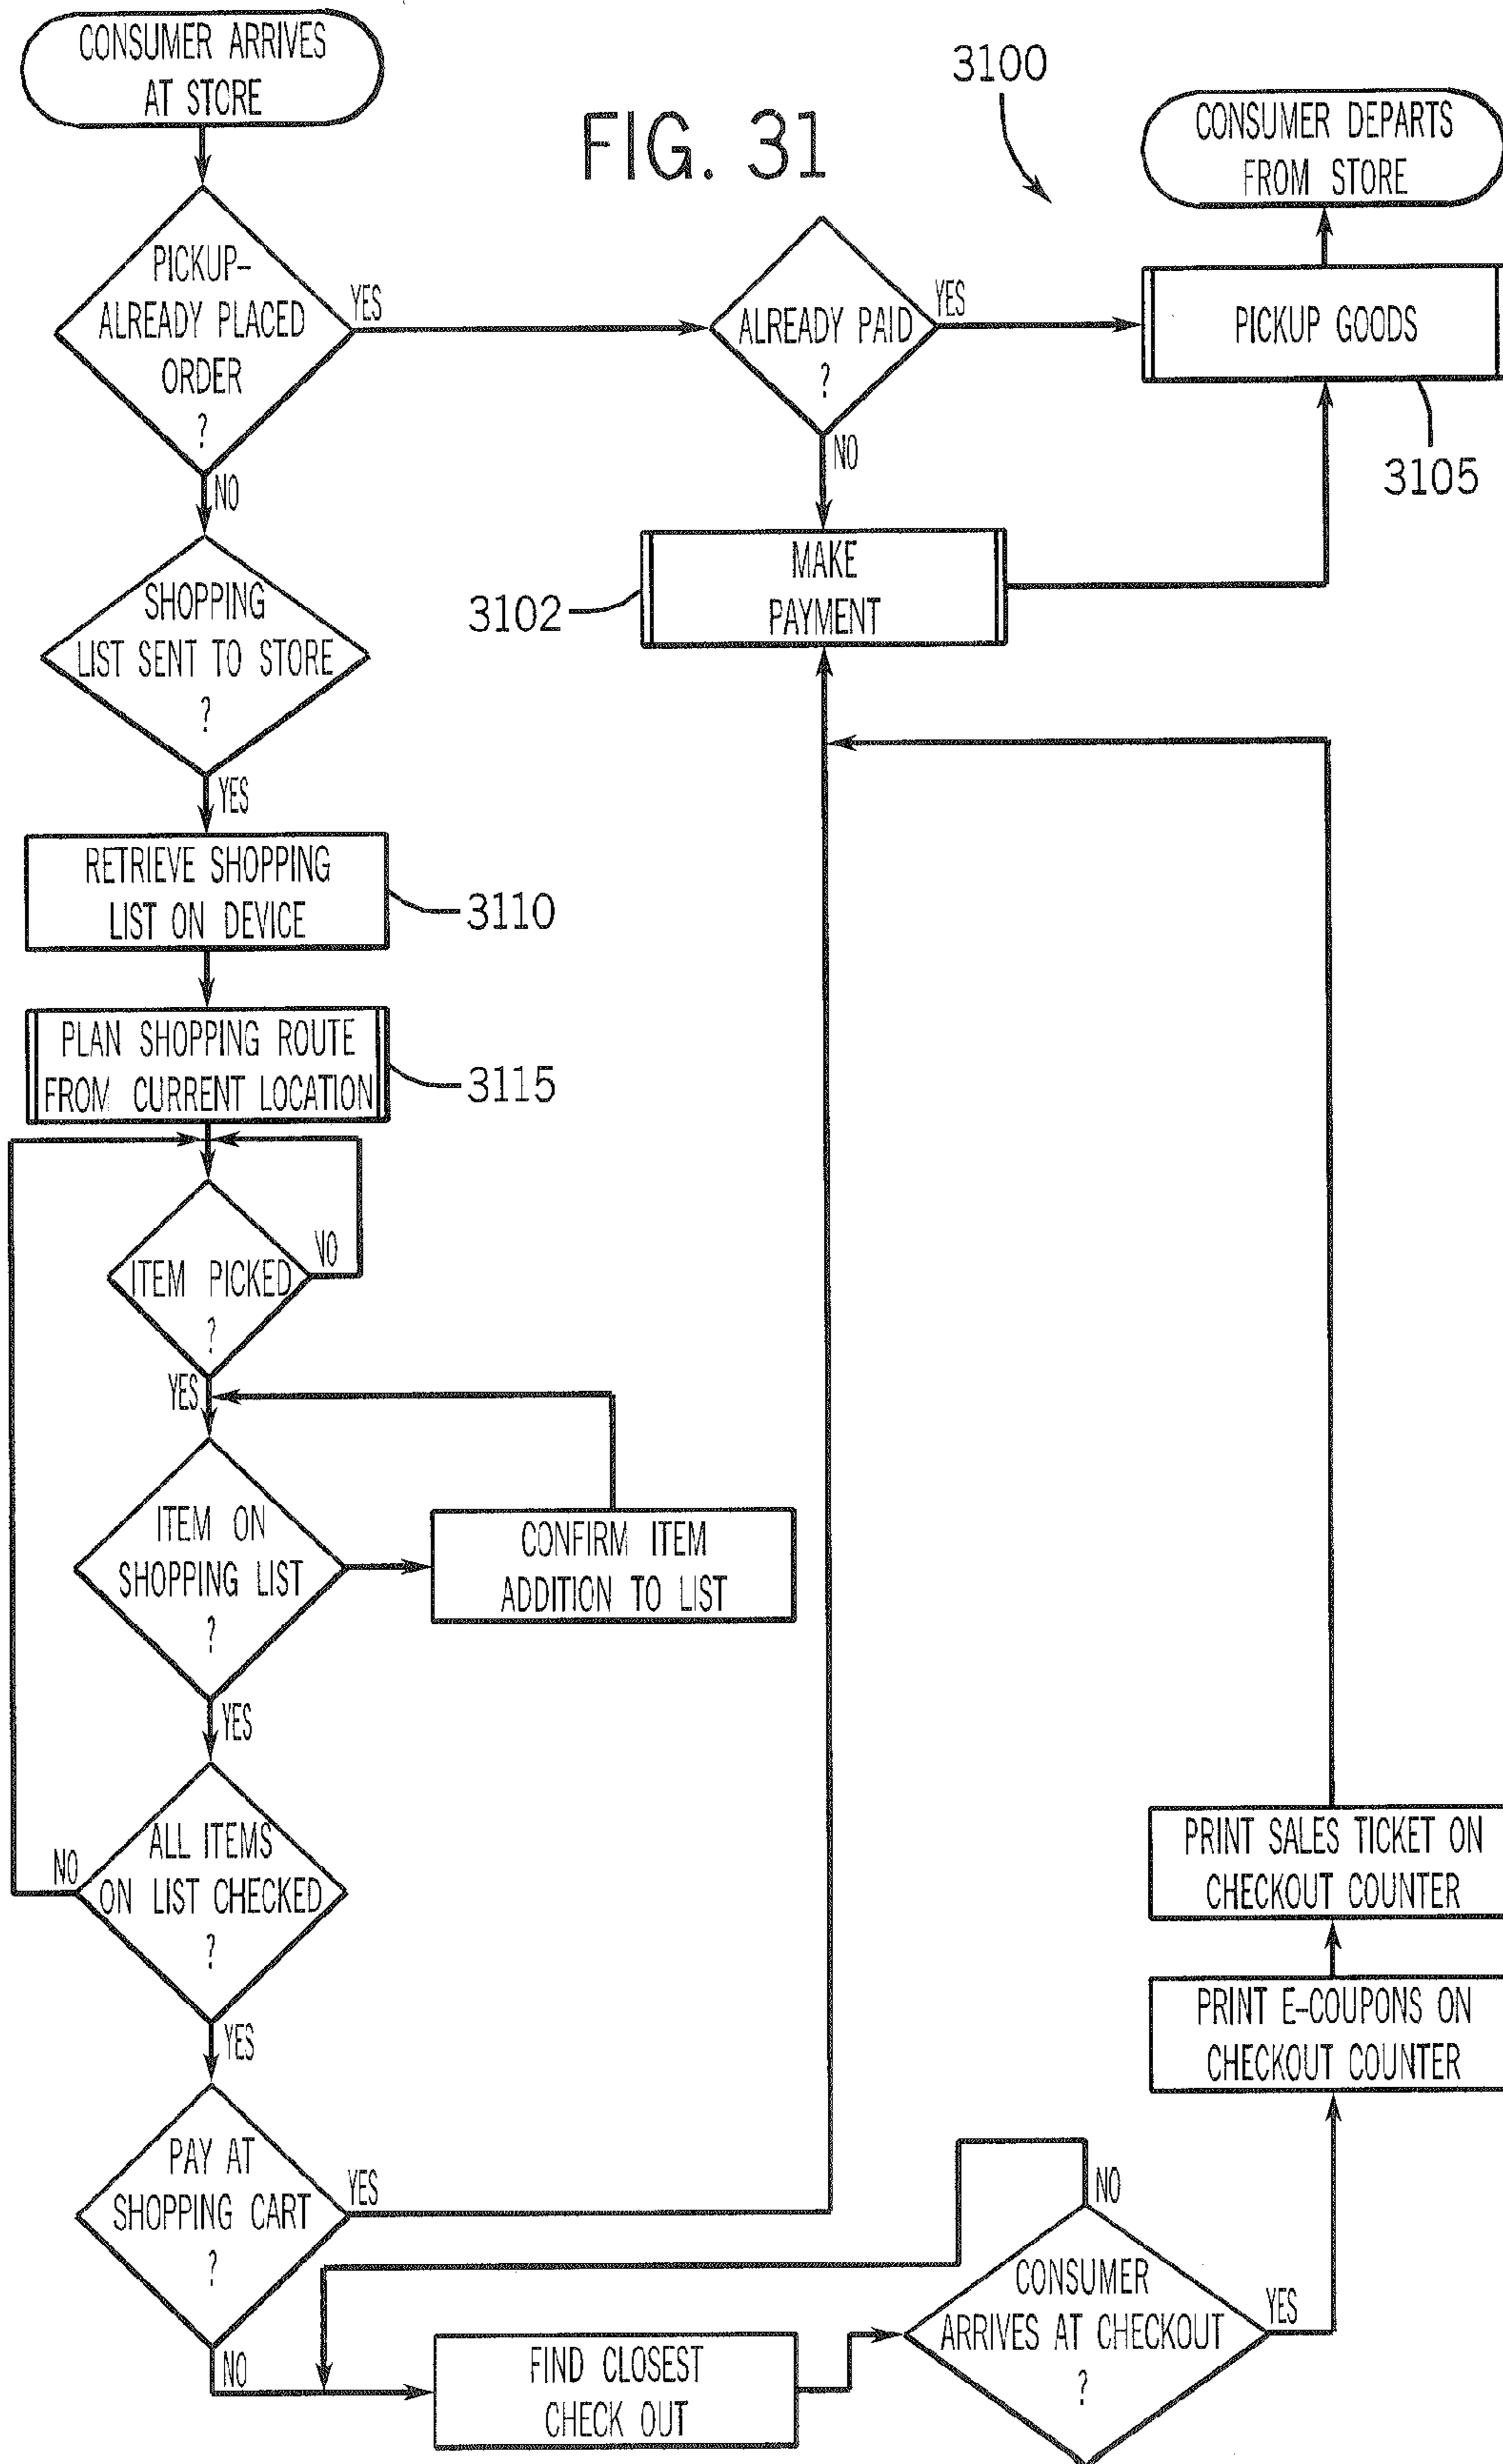 CONSUMER ARRIVES
AT STORE
FIG. 31
3100
CONSUMER DEPARTS
FROM STORE
PICKUP-
ALREADY PLACED
ORDER
?
YES
NO
ALREADY PAID
?
YES
NO
PICKUP GOODS
3105
MAKE
PAYMENT
3102
SHOPPING
LIST SENT TO STORE
?
YES
RETRIEVE SHOPPING
LIST ON DEVICE
3110
PLAN SHOPPING ROUTE
FROM CURRENT LOCATION
3115
ITEM PICKED
?
NO
YES
ITEM ON
SHOPPING LIST
?
YES
CONFIRM ITEM
ADDITION TO LIST
ALL ITEMS
ON LIST CHECKED
?
NO
YES
PAY AT
SHOPPING CART
?
YES
NO
FIND CLOSEST
CHECK OUT
CONSUMER
ARRIVES AT CHECKOUT
?
NO
YES
PRINT E-COUPONS ON
CHECKOUT COUNTER
PRINT SALES TICKET ON
CHECKOUT COUNTER